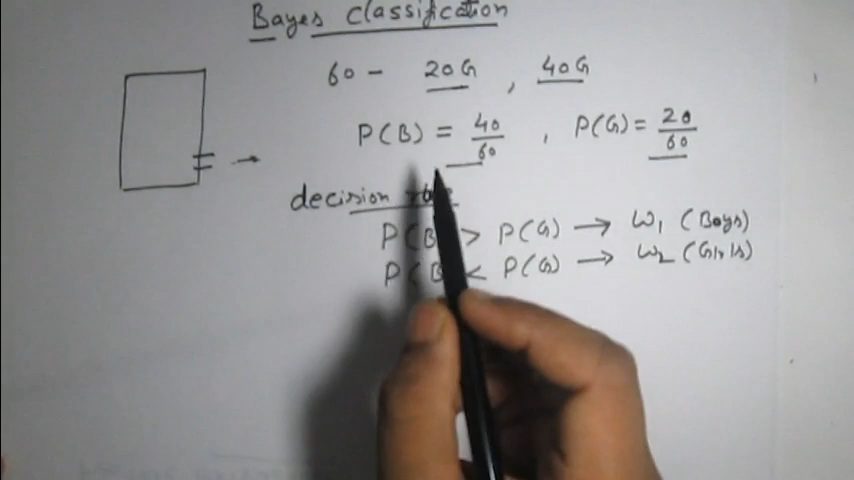 Bayes classification
60 - 20G, 40G
P(B) = 40/60, P(G) = 20/60
decision
P(B > P(G) → ω₁ (Boys)
P(B < P(G) → ω₂ (Girls)